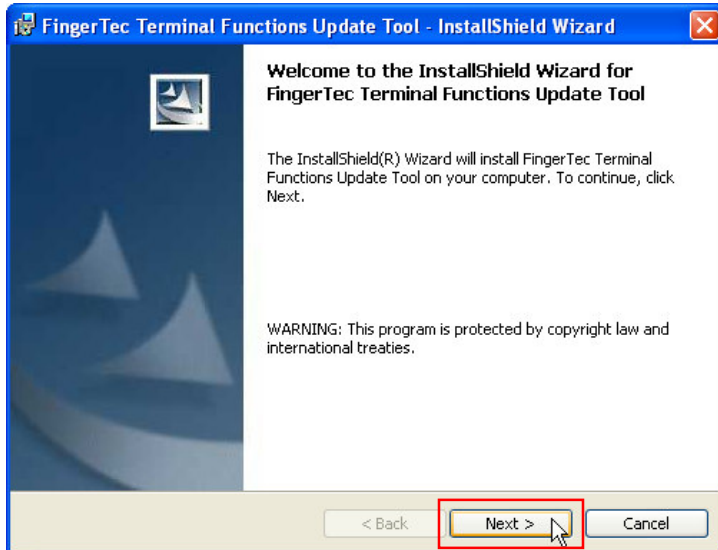 FingerTec Terminal Functions Update Tool - InstallShield Wizard
Welcome to the InstallShield Wizard for
FingerTec Terminal Functions Update Tool
The InstallShield(R) Wizard will install FingerTec Terminal
Functions Update Tool on your computer. To continue, click
Next.
WARNING: This program is protected by copyright law and
international treaties.
< Back Next > Cancel